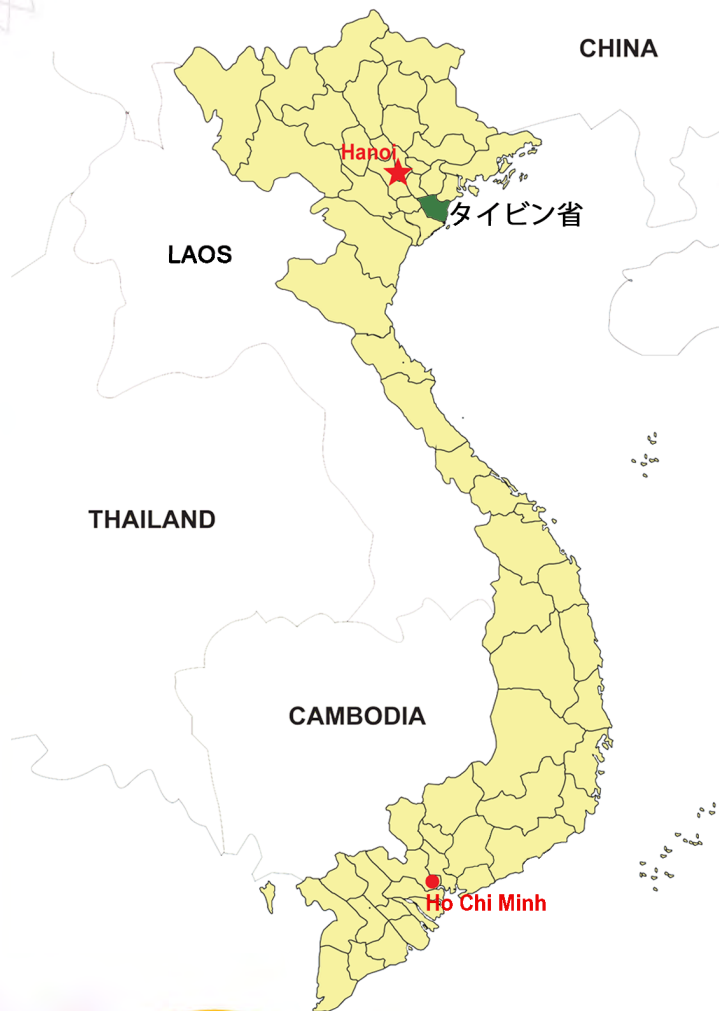 CHINA
Hanoi
タイビン省
LAOS
THAILAND
CAMBODIA
Ho Chi Minh